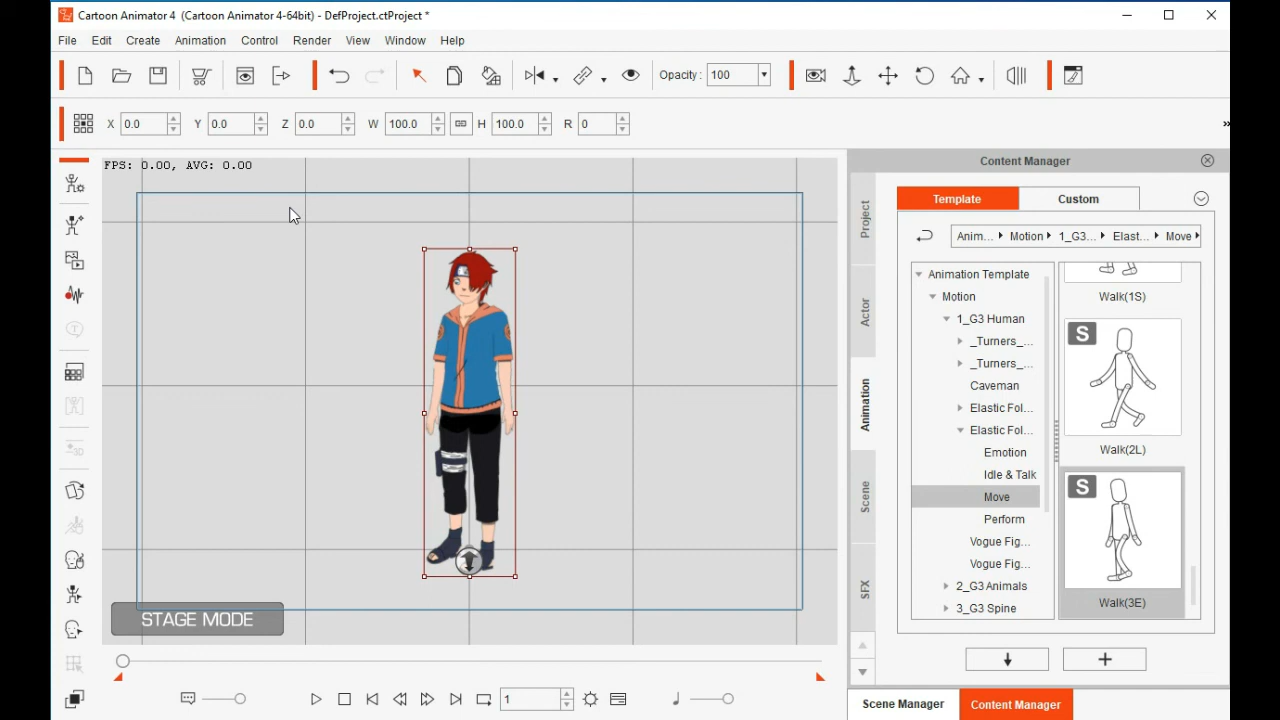 Cartoon Animator 4 (Cartoon Animator 4-64bit) - DefProject.ctProject *
File Edit Create Animation Control Render View Window Help
Opacity : 100
X 0.0 Y 0.0 Z 0.0 W 100.0 H 100.0 R 0 »
FPS: 0.00, AVG: 0.00
STAGE MODE
1
Content Manager
Project
Actor
Animation
Scene
SFX
Template Custom
Anim... Motion 1_G3... Elast... Move
Animation Template
Motion
1_G3 Human
_Turners_...
_Turners_...
Caveman
Elastic Fol...
Elastic Fol...
Emotion
Idle & Talk
Move
Perform
Vogue Fig...
Vogue Fig...
2_G3 Animals
3_G3 Spine
Walk(1S)
S
Walk(2L)
S
Walk(3E)
Scene Manager Content Manager